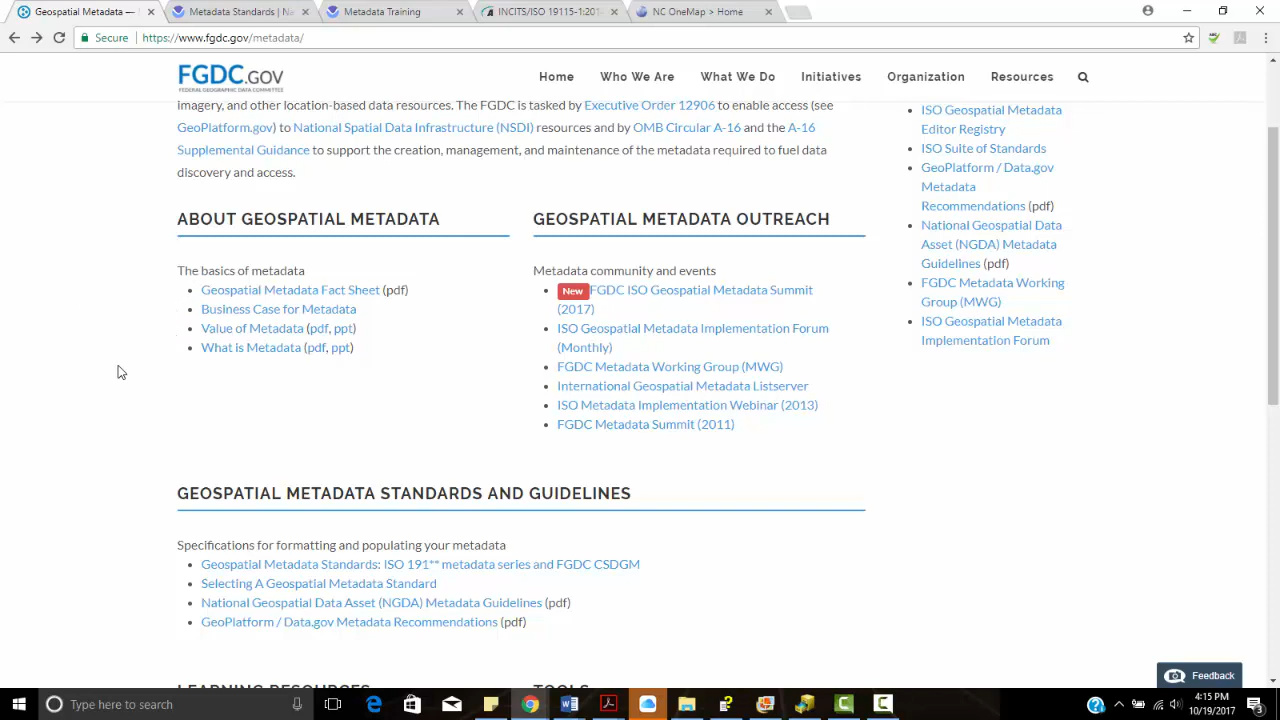 Geospatial Metadata —
Metadata Standards | Na
Metadata Training
INCITS/ISO 19115-1:201
NC OneMap > Home
Secure
https://www.fgdc.gov/metadata/
FGDC.GOV
FEDERAL GEOGRAPHIC DATA COMMITTEE
Home
Who We Are
What We Do
Initiatives
Organization
Resources
imagery, and other location-based data resources. The FGDC is tasked by Executive Order 12906 to enable access (see
GeoPlatform.gov) to National Spatial Data Infrastructure (NSDI) resources and by OMB Circular A-16 and the A-16
Supplemental Guidance to support the creation, management, and maintenance of the metadata required to fuel data
discovery and access.
ABOUT GEOSPATIAL METADATA
The basics of metadata
Geospatial Metadata Fact Sheet (pdf)
Business Case for Metadata
Value of Metadata (pdf, ppt)
What is Metadata (pdf, ppt)
GEOSPATIAL METADATA OUTREACH
Metadata community and events
New FGDC ISO Geospatial Metadata Summit
(2017)
ISO Geospatial Metadata Implementation Forum
(Monthly)
FGDC Metadata Working Group (MWG)
International Geospatial Metadata Listserver
ISO Metadata Implementation Webinar (2013)
FGDC Metadata Summit (2011)
ISO Geospatial Metadata
Editor Registry
ISO Suite of Standards
GeoPlatform / Data.gov
Metadata
Recommendations (pdf)
National Geospatial Data
Asset (NGDA) Metadata
Guidelines (pdf)
FGDC Metadata Working
Group (MWG)
ISO Geospatial Metadata
Implementation Forum
GEOSPATIAL METADATA STANDARDS AND GUIDELINES
Specifications for formatting and populating your metadata
Geospatial Metadata Standards: ISO 191** metadata series and FGDC CSDGM
Selecting A Geospatial Metadata Standard
National Geospatial Data Asset (NGDA) Metadata Guidelines (pdf)
GeoPlatform / Data.gov Metadata Recommendations (pdf)
LEARNING RESOURCES
TOOLS
Feedback
Type here to search
4:15 PM
10/19/2017